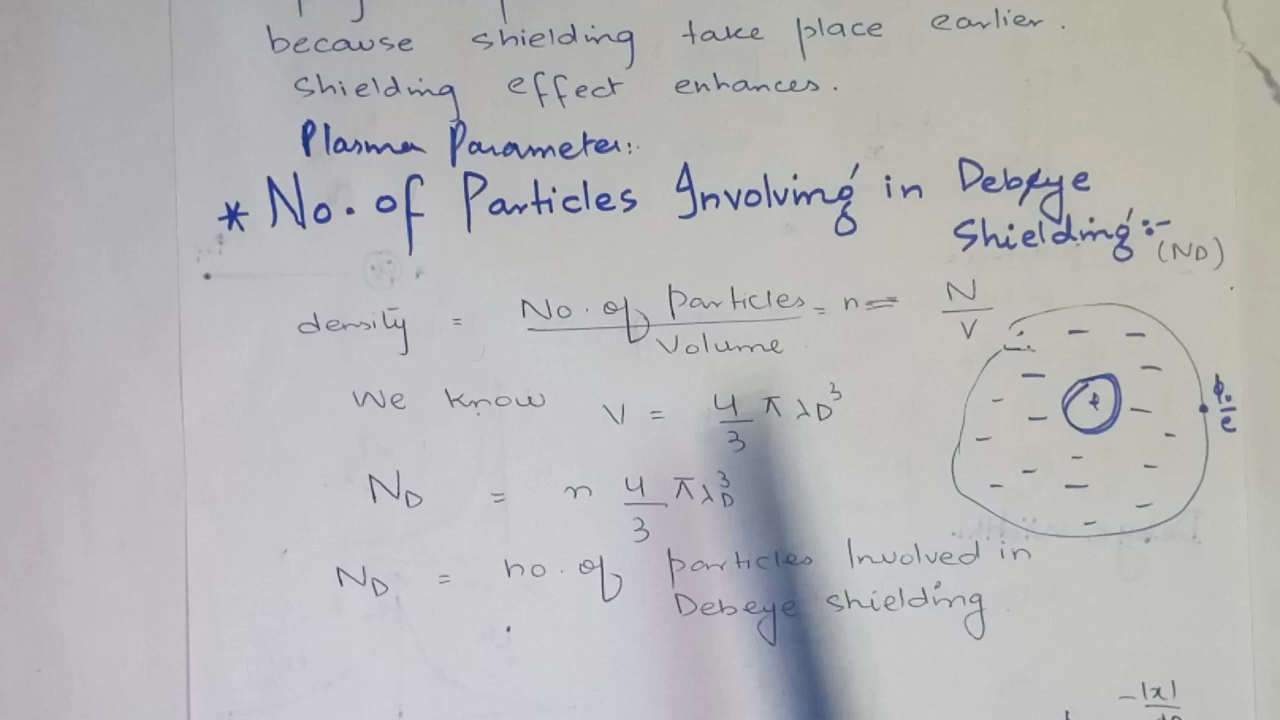 because shielding take place earlier.
shielding effect enhances.
Plasma Parameter:
* No. of Particles Involving in Debeye
Shielding :- (ND)
density = No. of particles / Volume = n = N / V
We know V = 4/3 π λD³
ND = n 4/3 π λD³
ND = no. of particles Involved in
Debeye shielding
+
-|x|